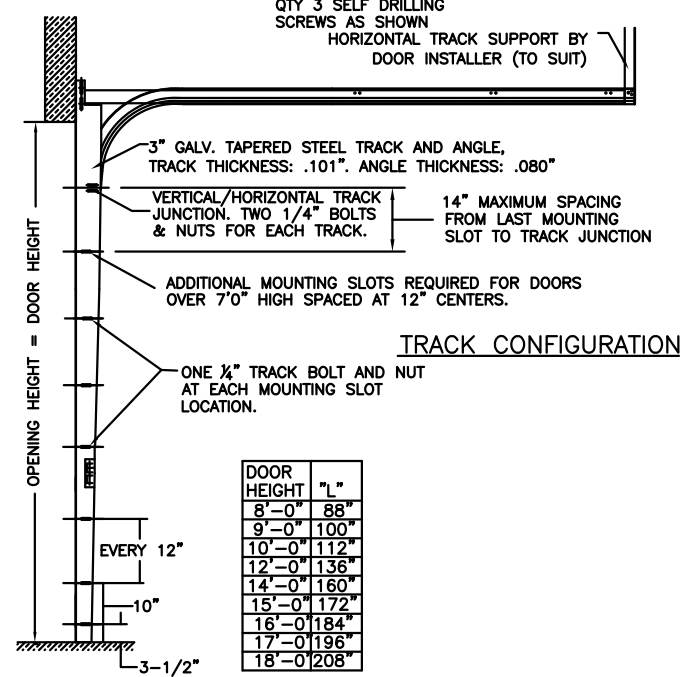 QTY 3 SELF DRILLING
SCREWS AS SHOWN
HORIZONTAL TRACK SUPPORT BY
DOOR INSTALLER (TO SUIT)
3" GALV. TAPERED STEEL TRACK AND ANGLE,
TRACK THICKNESS: .101". ANGLE THICKNESS: .080"
VERTICAL/HORIZONTAL TRACK
JUNCTION. TWO 1/4" BOLTS
& NUTS FOR EACH TRACK.
14" MAXIMUM SPACING
FROM LAST MOUNTING
SLOT TO TRACK JUNCTION
ADDITIONAL MOUNTING SLOTS REQUIRED FOR DOORS
OVER 7'0" HIGH SPACED AT 12" CENTERS.
TRACK CONFIGURATION
OPENING HEIGHT = DOOR HEIGHT
ONE 1/4" TRACK BOLT AND NUT
AT EACH MOUNTING SLOT
LOCATION.
DOOR
HEIGHT "L"
8'-0" 88"
9'-0" 100"
10'-0" 112"
12'-0" 136"
14'-0" 160"
15'-0" 172"
16'-0" 184"
17'-0" 196"
18'-0" 208"
EVERY 12"
10"
3-1/2"